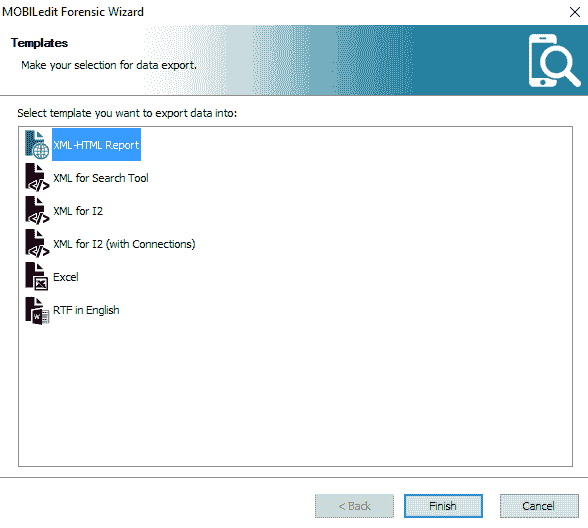 MOBILedit Forensic Wizard
Templates
Make your selection for data export.
Select template you want to export data into:
XML-HTML Report
XML for Search Tool
XML for I2
XML for I2 (with Connections)
Excel
RTF in English
< Back
Finish
Cancel